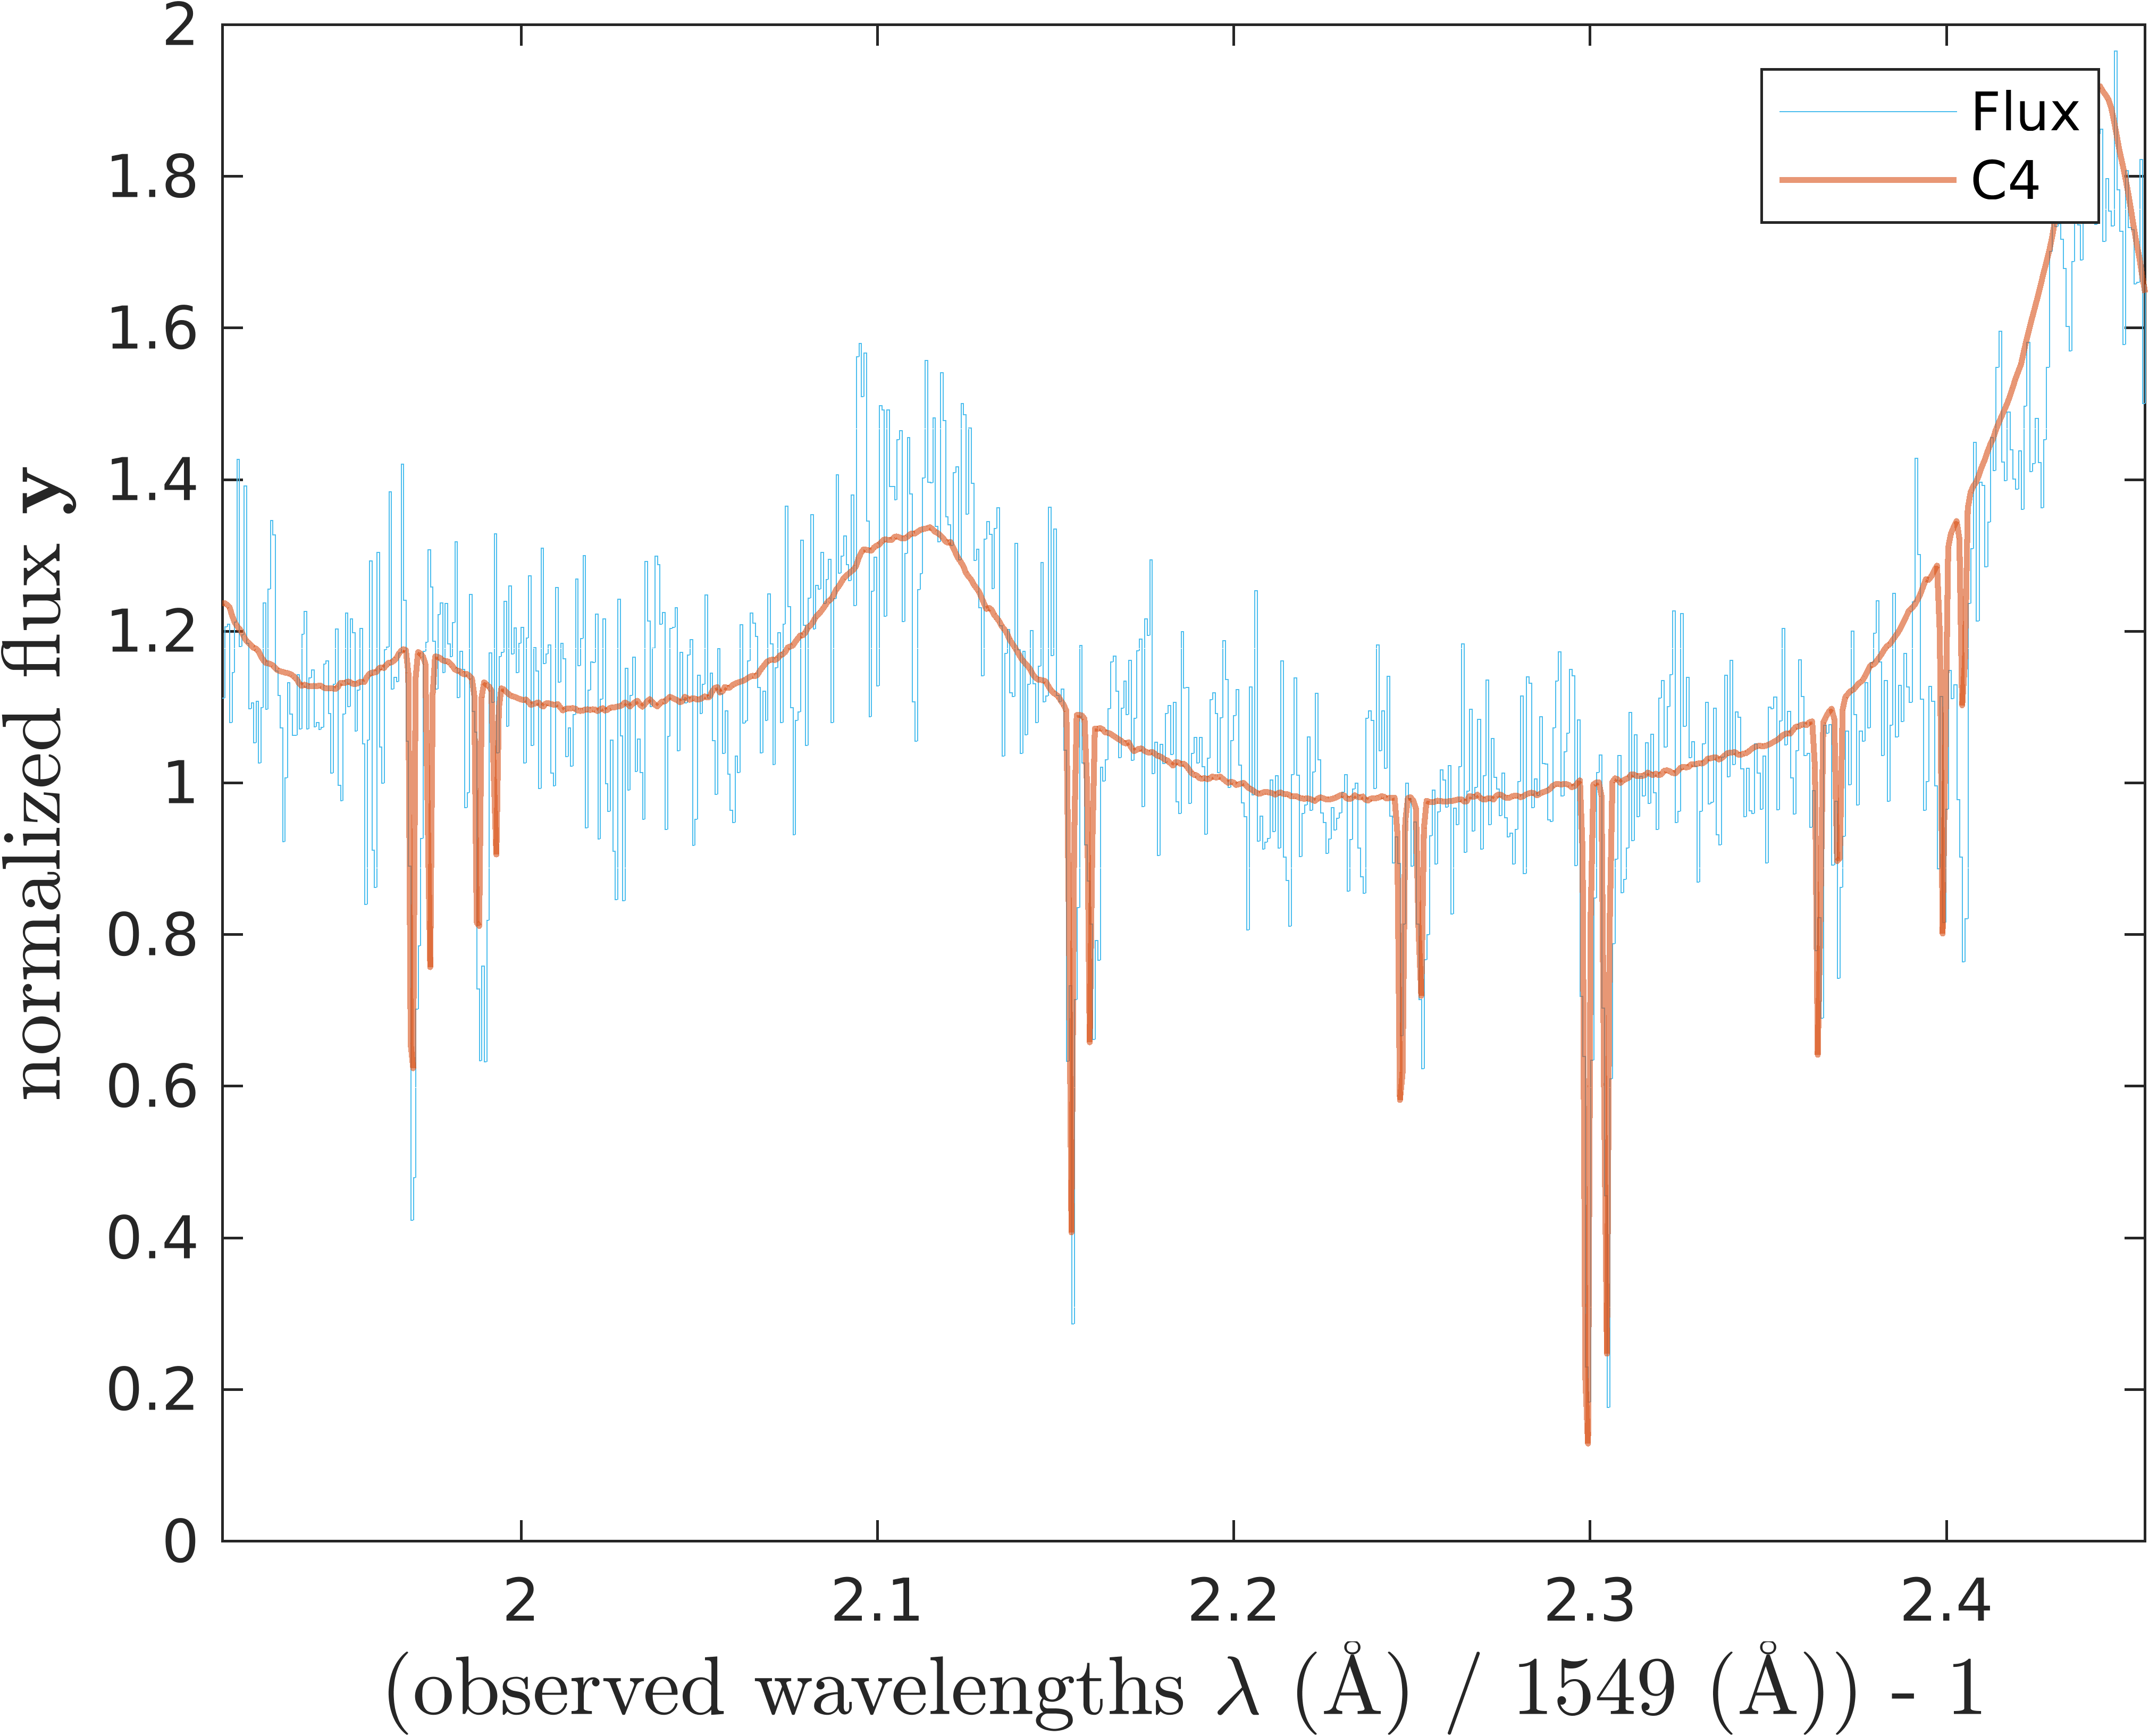 2
1.8
1.6
1.4
1.2
1
0.8
0.6
0.4
0.2
0
normalized flux y
Flux
C4
2 2.1 2.2 2.3 2.4
(observed wavelengths λ (Å) / 1549 (Å)) - 1